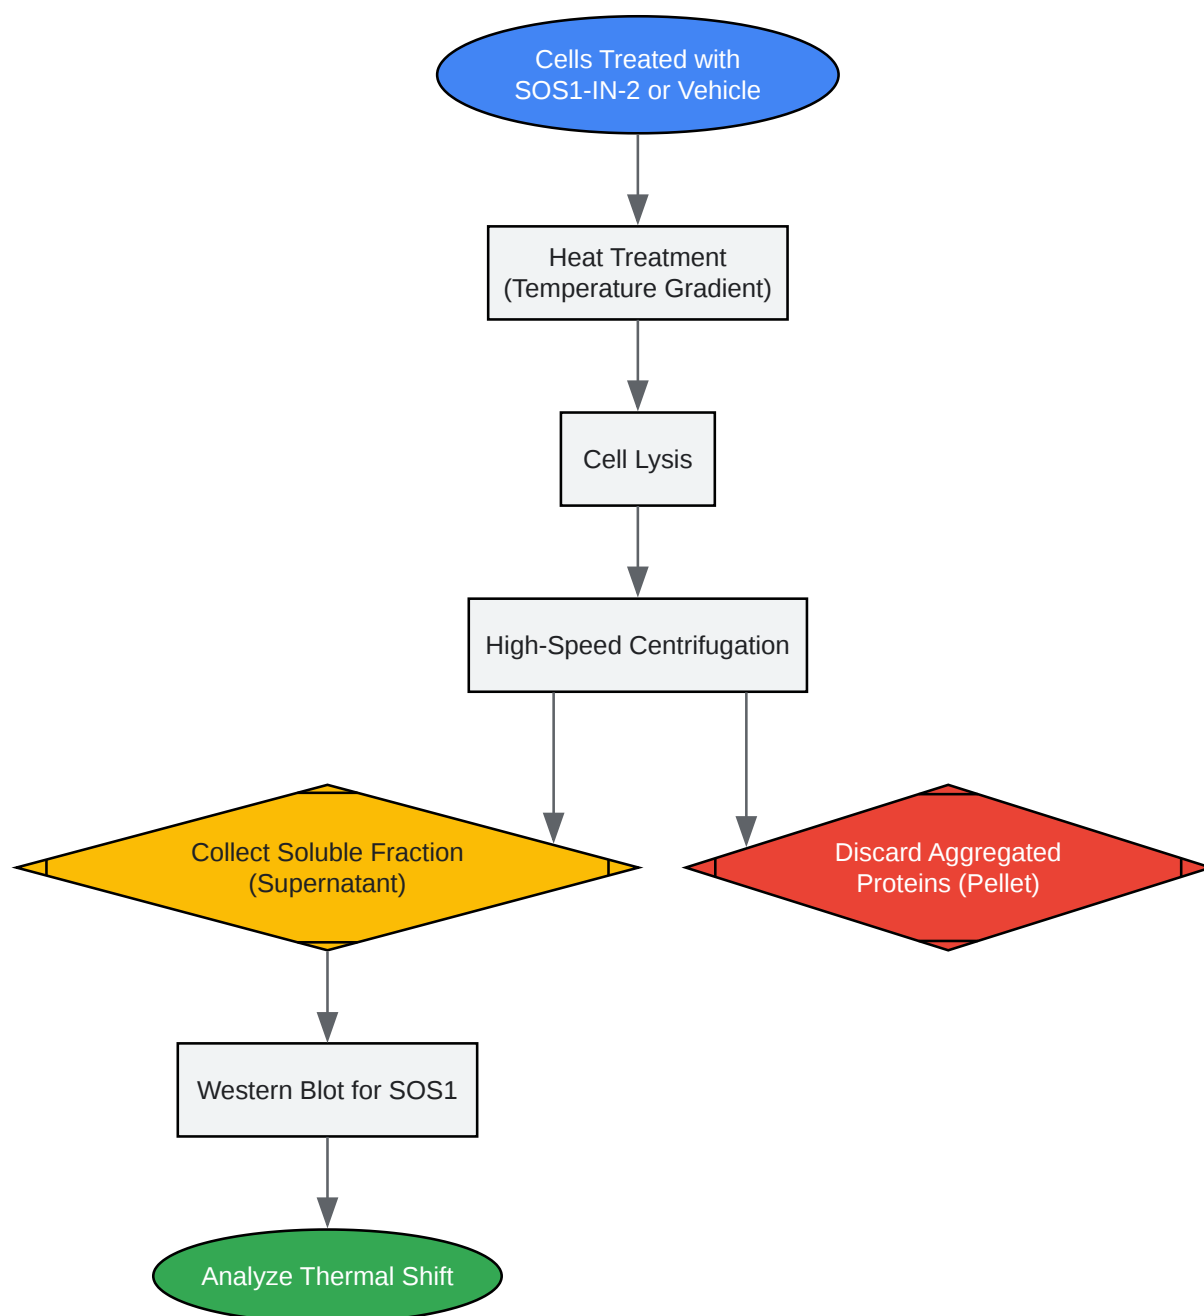 Cells Treated with
SOS1-IN-2 or Vehicle
Heat Treatment
(Temperature Gradient)
Cell Lysis
High-Speed Centrifugation
Collect Soluble Fraction
(Supernatant)
Discard Aggregated
Proteins (Pellet)
Western Blot for SOS1
Analyze Thermal Shift